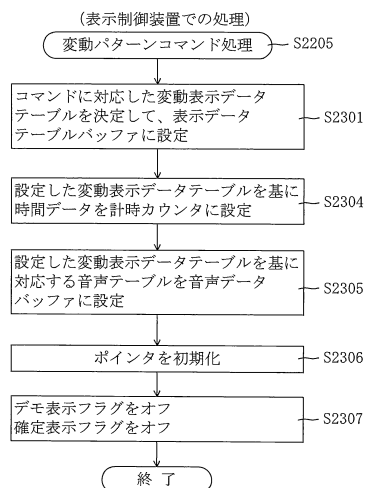 （表示制御装置での処理）
変動パターンコマンド処理
S2205
コマンドに対応した変動表示データ
テーブルを決定して、表示データ
テーブルバッファに設定
S2301
設定した変動表示データテーブルを基に
時間データを計時カウンタに設定
S2304
設定した変動表示データテーブルを基に
対応する音声テーブルを音声データ
バッファに設定
S2305
ポインタを初期化
S2306
デモ表示フラグをオフ
確定表示フラグをオフ
S2307
終 了